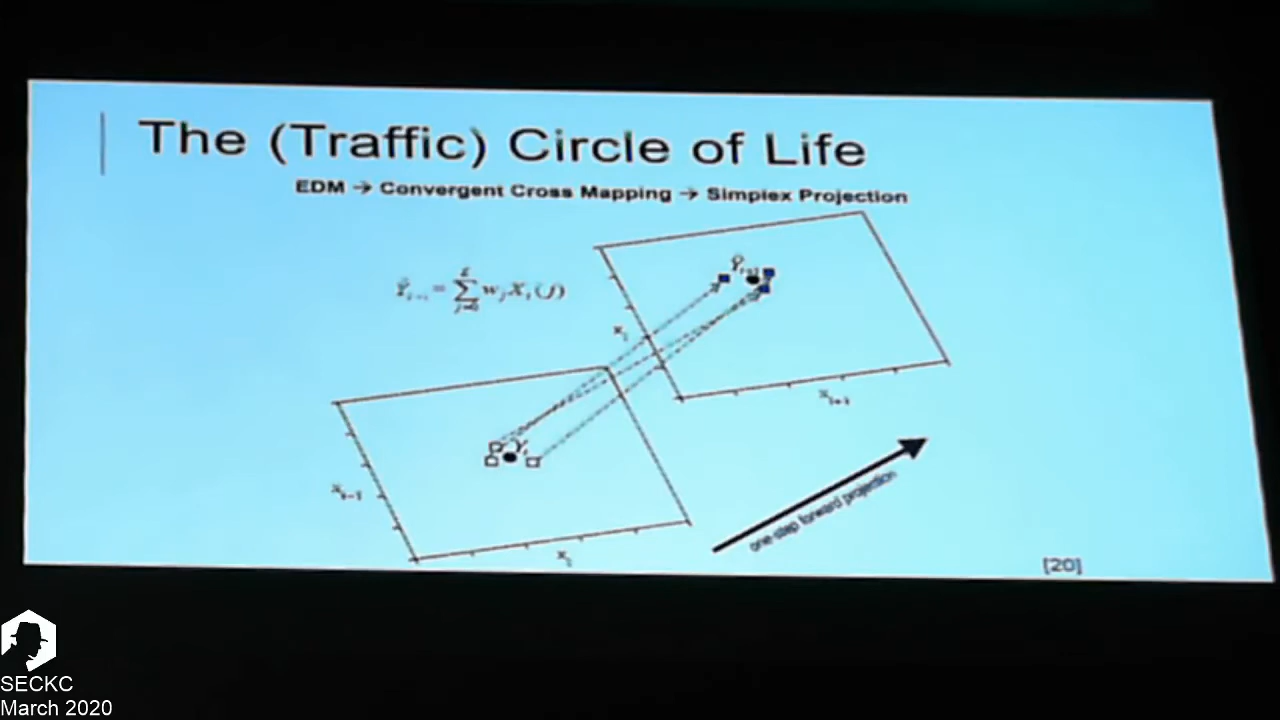 The (Traffic) Circle of Life
EDM → Convergent Cross Mapping → Simplex Projection
one-step forward projection
[20]
SECKC
March 2020